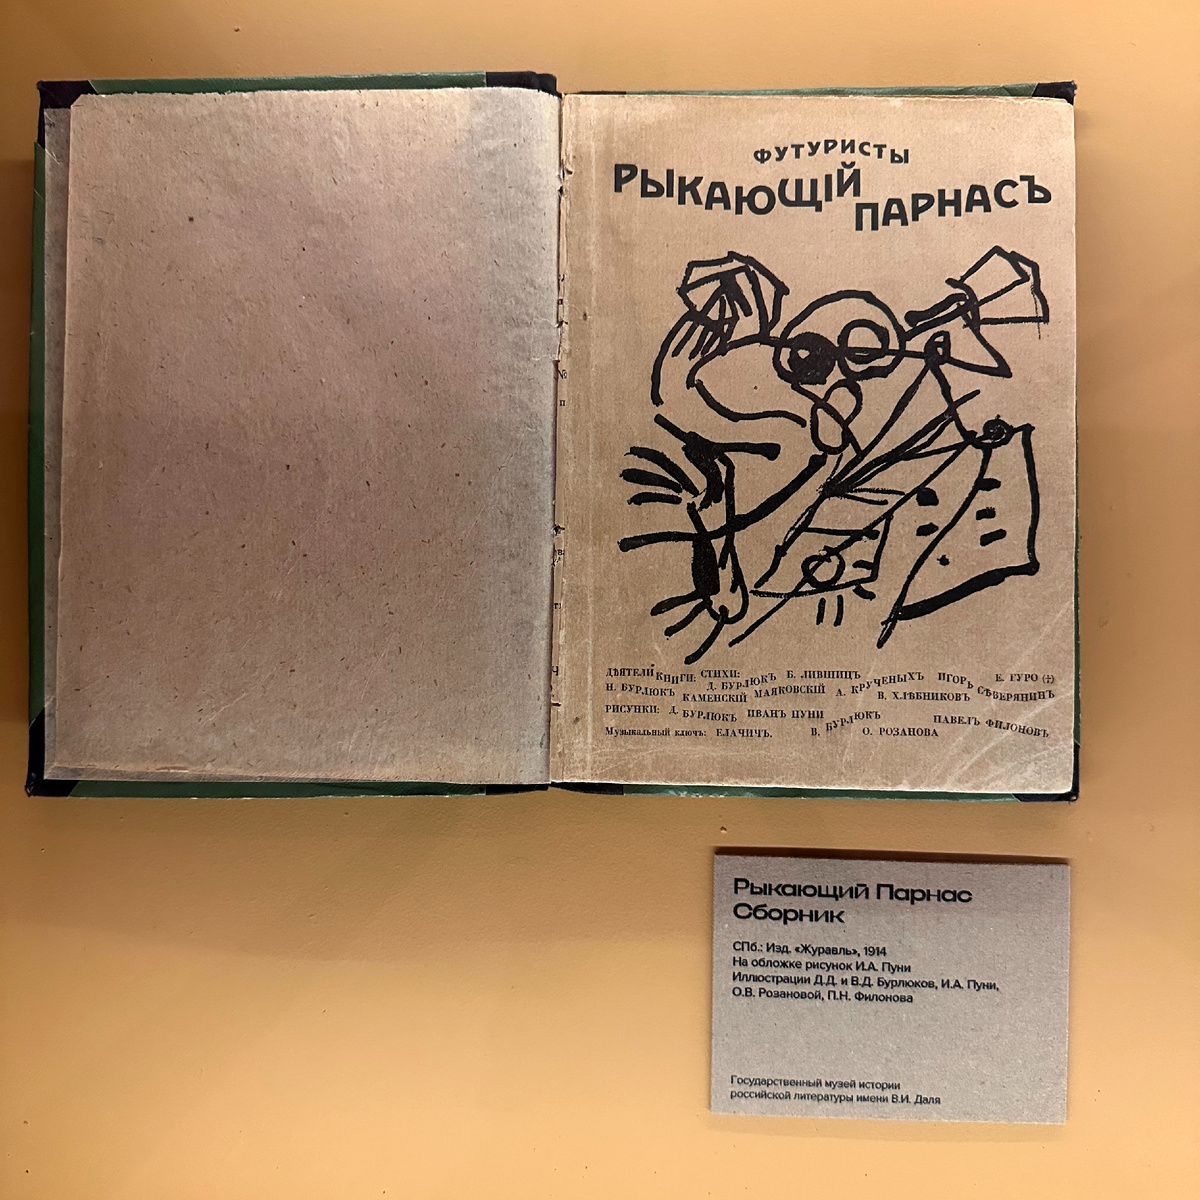 ФУТУРИСТЫ
РЫКАЮЩІЙ ПАРНАСЪ
ДѢЯТЕЛИ КНИГИ: СТИХИ: Д. БУРЛЮКЪ Б. ЛИВШИЦЪ А. КРУЧЕНЫХЪ ИГОРЬ СѢВЕРЯНИНЪ Е. ГУРО (‡)
Н. БУРЛЮКЪ КАМЕНСКІЙ МАЯКОВСКІЙ В. ХЛѢБНИКОВЪ
РИСУНКИ: Д. БУРЛЮКЪ ИВАНЪ ПУНИ В. БУРЛЮКЪ ПАВЕЛЪ ФИЛОНОВЪ
Музыкальный ключъ: ЕЛАЧИЧЪ. О. РОЗАНОВА
Рыкающий Парнас
Сборник
СПб.: Изд. «Журавль», 1914
На обложке рисунок И.А. Пуни
Иллюстрации Д.Д. и В.Д. Бурлюков, И.А. Пуни,
О.В. Розановой, П.Н. Филонова
Государственный музей истории
российской литературы имени В.И. Даля